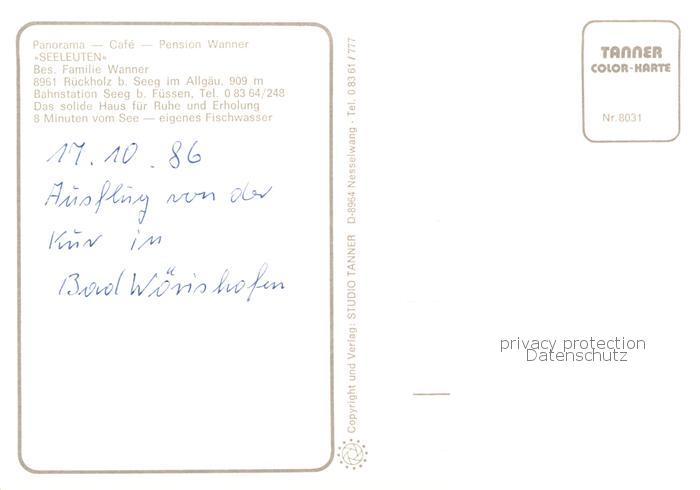 Panorama — Café — Pension Wanner
»SEELEUTEN«
Bes. Familie Wanner
8961 Rückholz b. Seeg im Allgäu. 909 m
Bahnstation Seeg b. Füssen, Tel. 0 83 64/248
Das solide Haus für Ruhe und Erholung
8 Minuten vom See — eigenes Fischwasser
17.10.86
Ausflug von der
Kur in
Bad Wörishofen
Copyright und Verlag: STUDIO TANNER D-8964 Nesselwang · Tel. 0 83 61 / 777
TANNER
COLOR-KARTE
Nr. 8031
privacy protection
Datenschutz